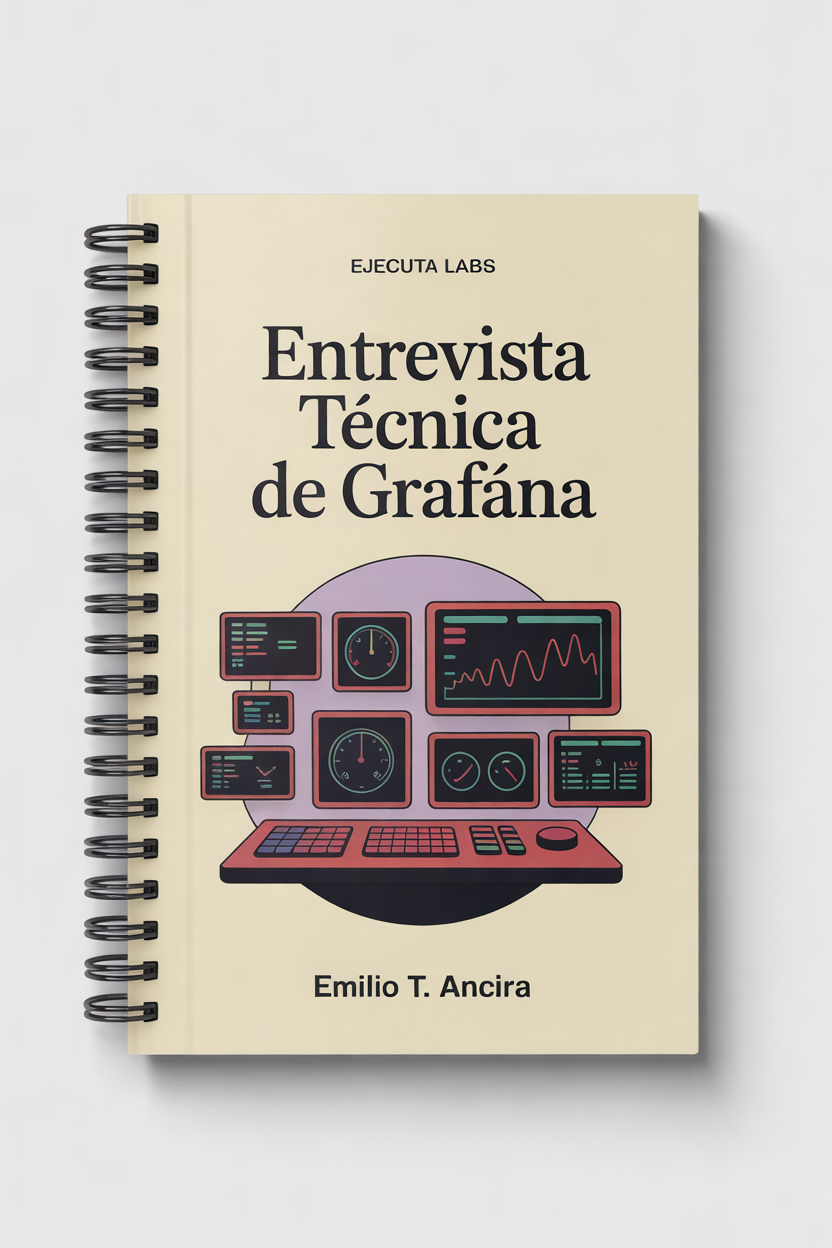 EJECUTA LABS
Entrevista
Técnica
de Grafána
Emilio T. Ancira